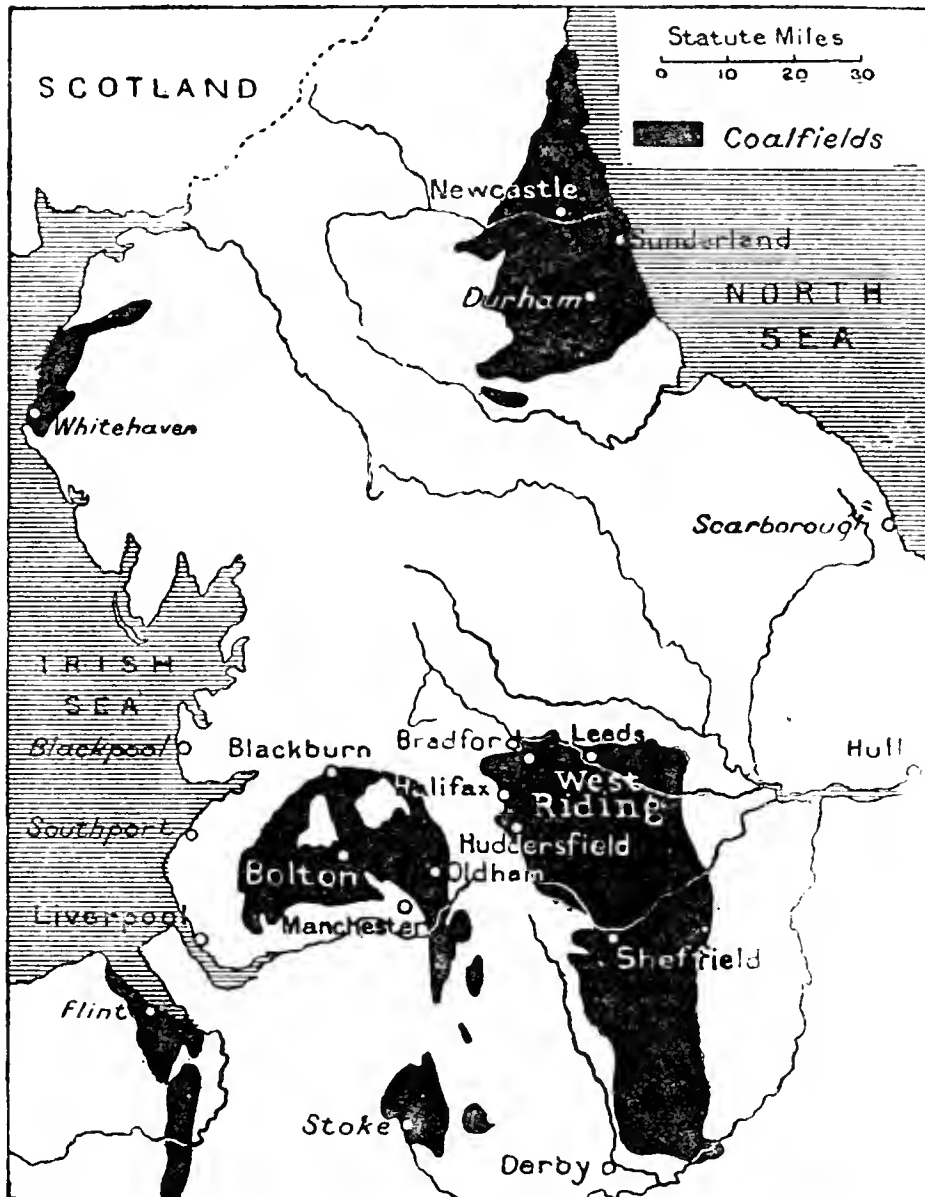 Statute Miles
0 10 20 30
SCOTLAND
Coalfields
Newcastle
Sunderland
Durham
NORTH
SEA
Whitehaven
Scarborough
IRISH
SEA
Blackpool
Blackburn
Bradford
Leeds
Hull
Halifax
West
Riding
Southport
Huddersfield
Bolton
Oldham
Liverpool
Manchester
Sheffield
Flint
Stoke
Derby